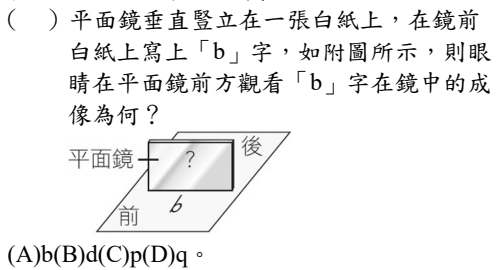 （　）平面鏡垂直豎立在一張白紙上，在鏡前
白紙上寫上「b」字，如附圖所示，則眼
睛在平面鏡前方觀看「b」字在鏡中的成
像為何？
平面鏡 ? 後
前 b
(A)b(B)d(C)p(D)q。